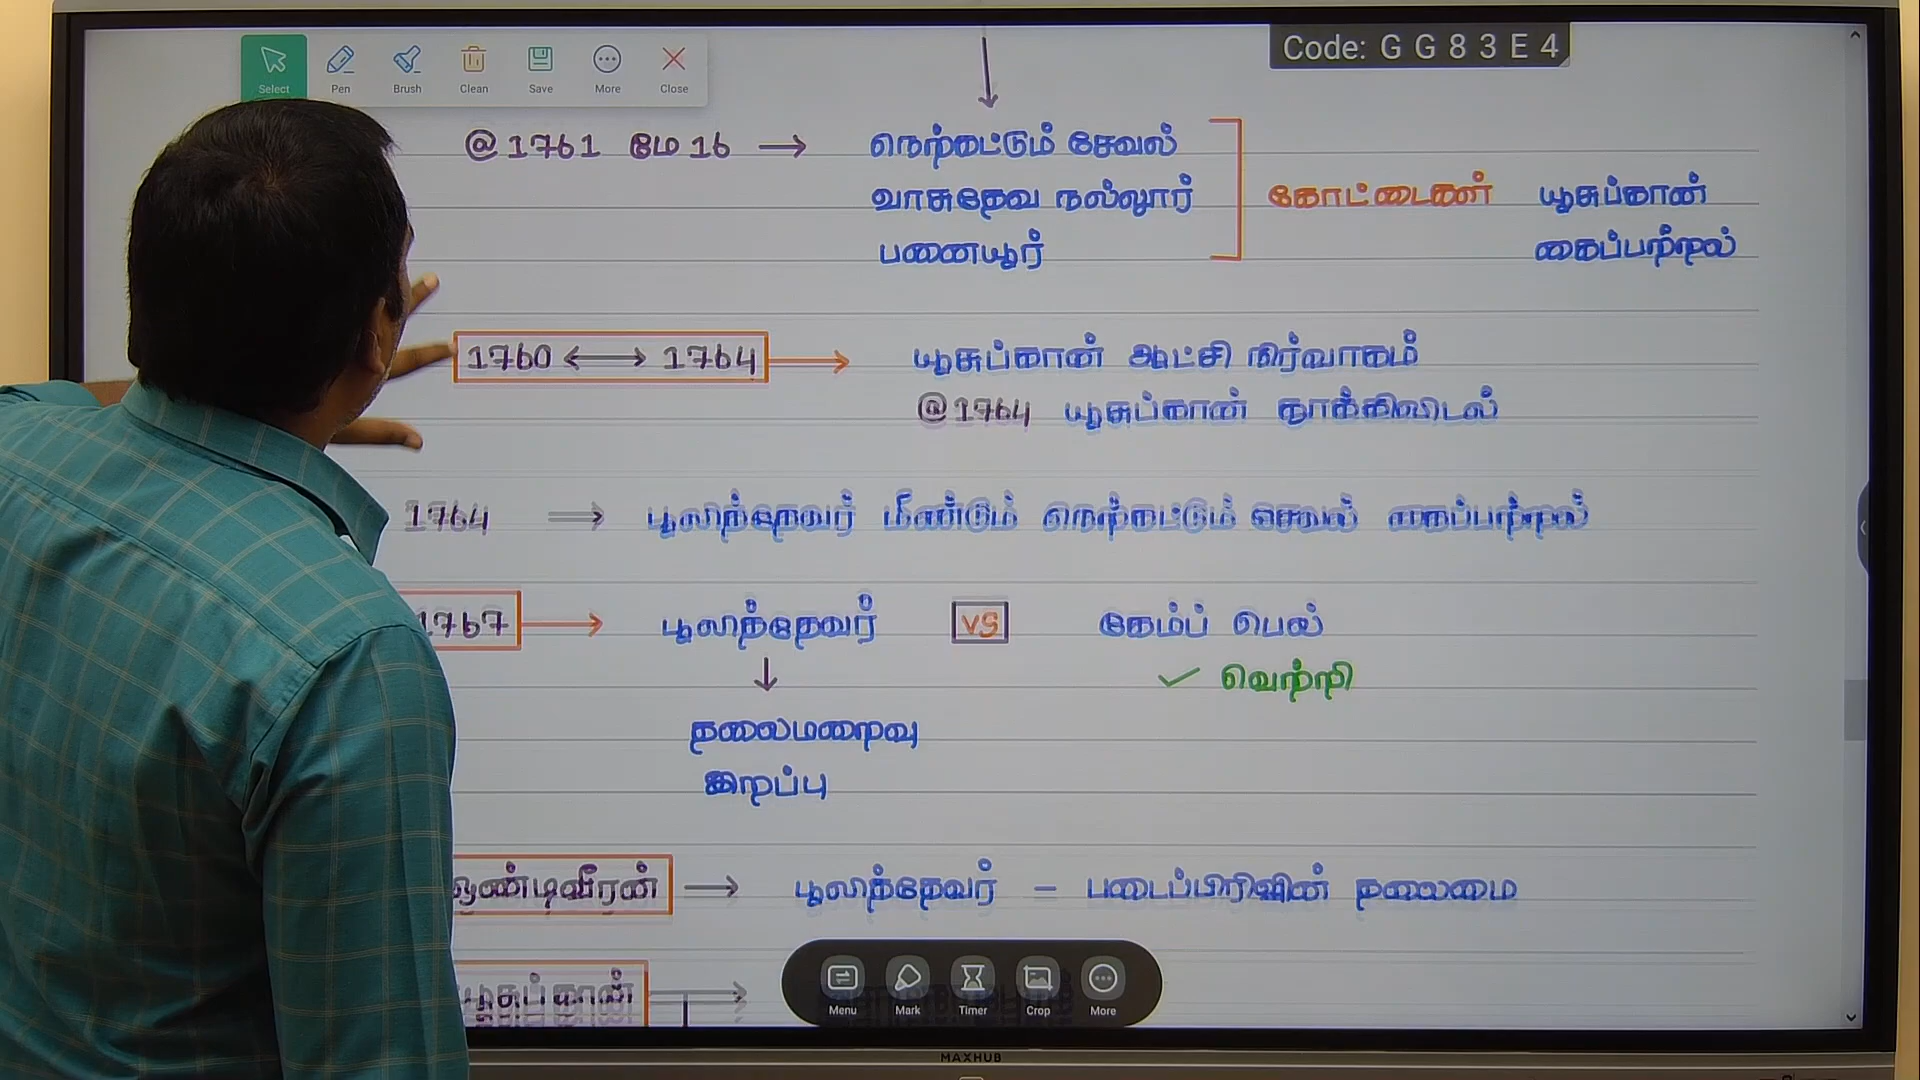 Code: G G 8 3 E 4
Select Pen Brush Clean Save More Close
@ 1761 மே 16 → நெற்கட்டும் சேவல்
வாசுதேவ நல்லூர் கோட்டைகள் யூசுப்கான்
பனையூர் கைப்பற்றல்
1760 ⟷ 1764 → யூசுப்கான் ஆட்சி நிர்வாகம்
@ 1764 யூசுப்கான் தூக்கிலிடல்
1764 ⇒ பூலித்தேவர் மீண்டும் நெற்கட்டும் செவல் கைப்பற்றல்
1767 → பூலித்தேவர் VS கேம்ப் பெல்
↓ ✓ வெற்றி
தலைமறைவு
இறப்பு
ஒண்டிவீரன் → பூலித்தேவர் – படைப்பிரிவின் தலைமை
யூசுப்கான் →
Menu Mark Timer Crop More
MAXHUB